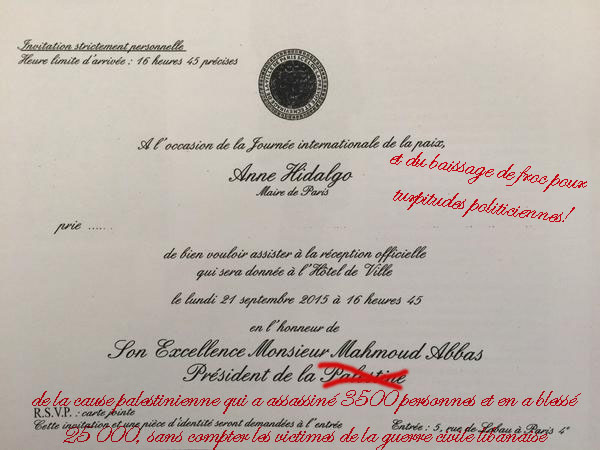 Invitation strictement personnelle
Heure limite d'arrivée : 16 heures 45 précises
A l'occasion de la Journée internationale de la paix,
et du baissage de froc pour
turpitudes politiciennes!
Anne Hidalgo
Maire de Paris
prie ......
de bien vouloir assister à la réception officielle
qui sera donnée à l'Hôtel de Ville
le lundi 21 septembre 2015 à 16 heures 45
en l'honneur de
Son Excellence Monsieur Mahmoud Abbas
Président de la Palestine
de la cause palestinienne qui a assassiné 3500 personnes et en a blessé
R.S.V.P. : carte jointe
Cette invitation et une pièce d'identité seront demandées à l'entrée
Entrée : 5, rue de Lobau à Paris 4e
25 000, sans compter les victimes de la guerre civile libanaise